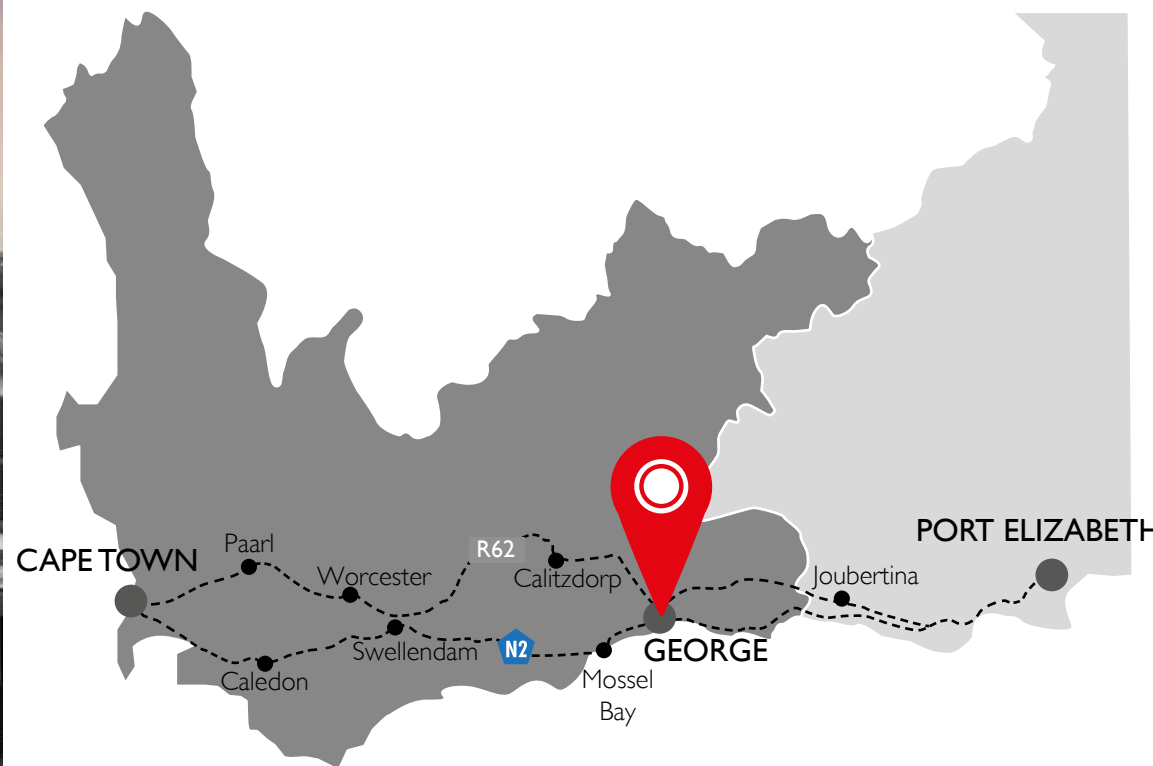 CAPE TOWN
Paarl
Worcester
R62
Calitzdorp
PORT ELIZABETH
Joubertina
Caledon
Swellendam
N2
Mossel
Bay
GEORGE